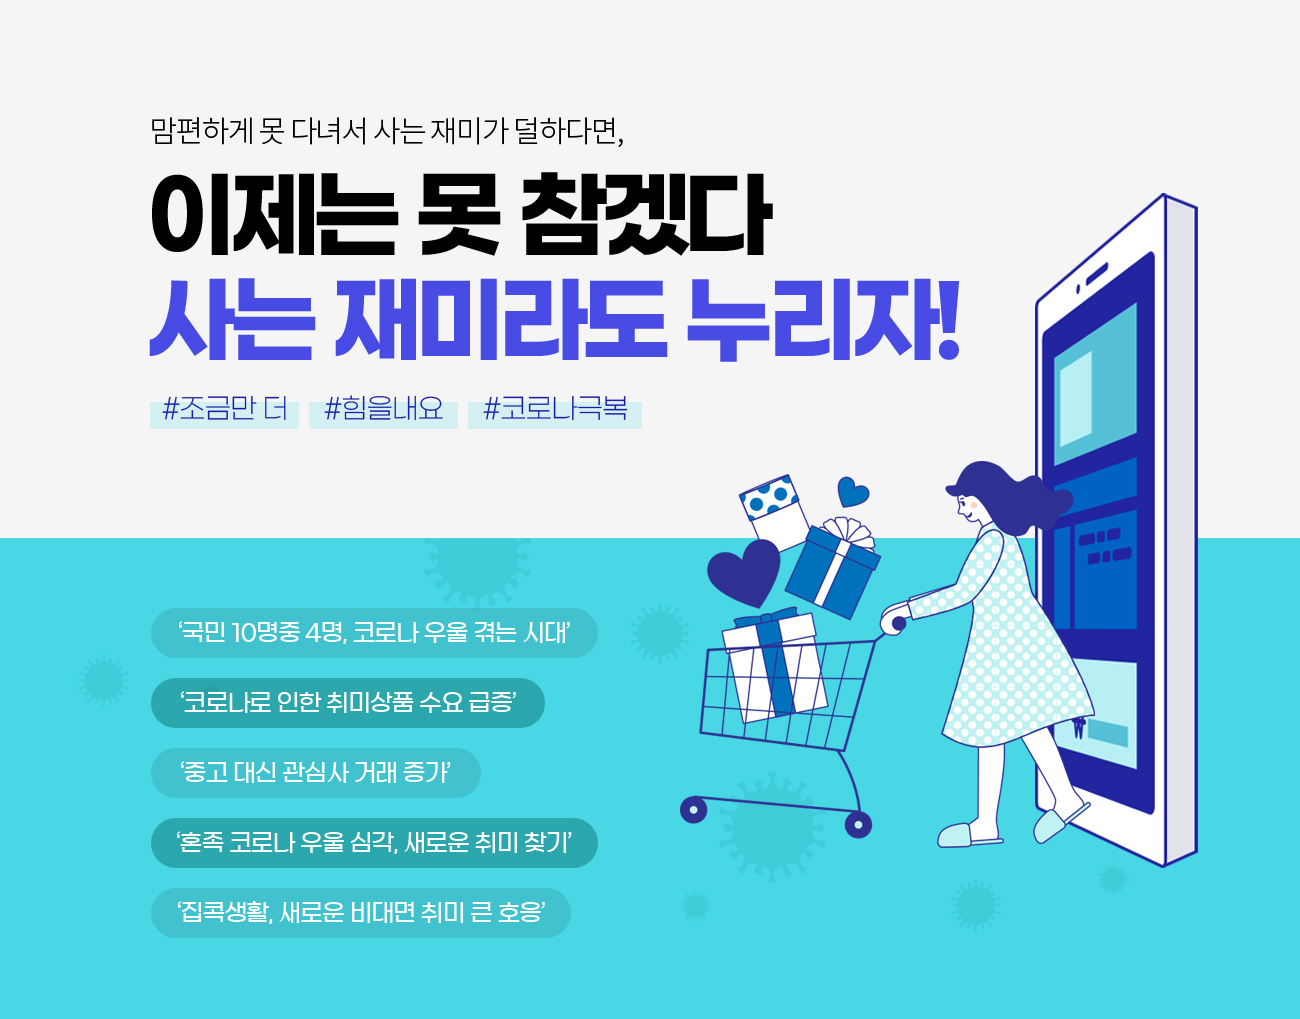 맘편하게 못 다녀서 사는 재미가 덜하다면,
이제는 못 참겠다
사는 재미라도 누리자!
#조금만 더 #힘을내요 #코로나극복
‘국민 10명중 4명, 코로나 우울 겪는 시대’
‘코로나로 인한 취미상품 수요 급증’
‘중고 대신 관심사 거래 증가’
‘혼족 코로나 우울 심각, 새로운 취미 찾기’
‘집콕생활, 새로운 비대면 취미 큰 호응’